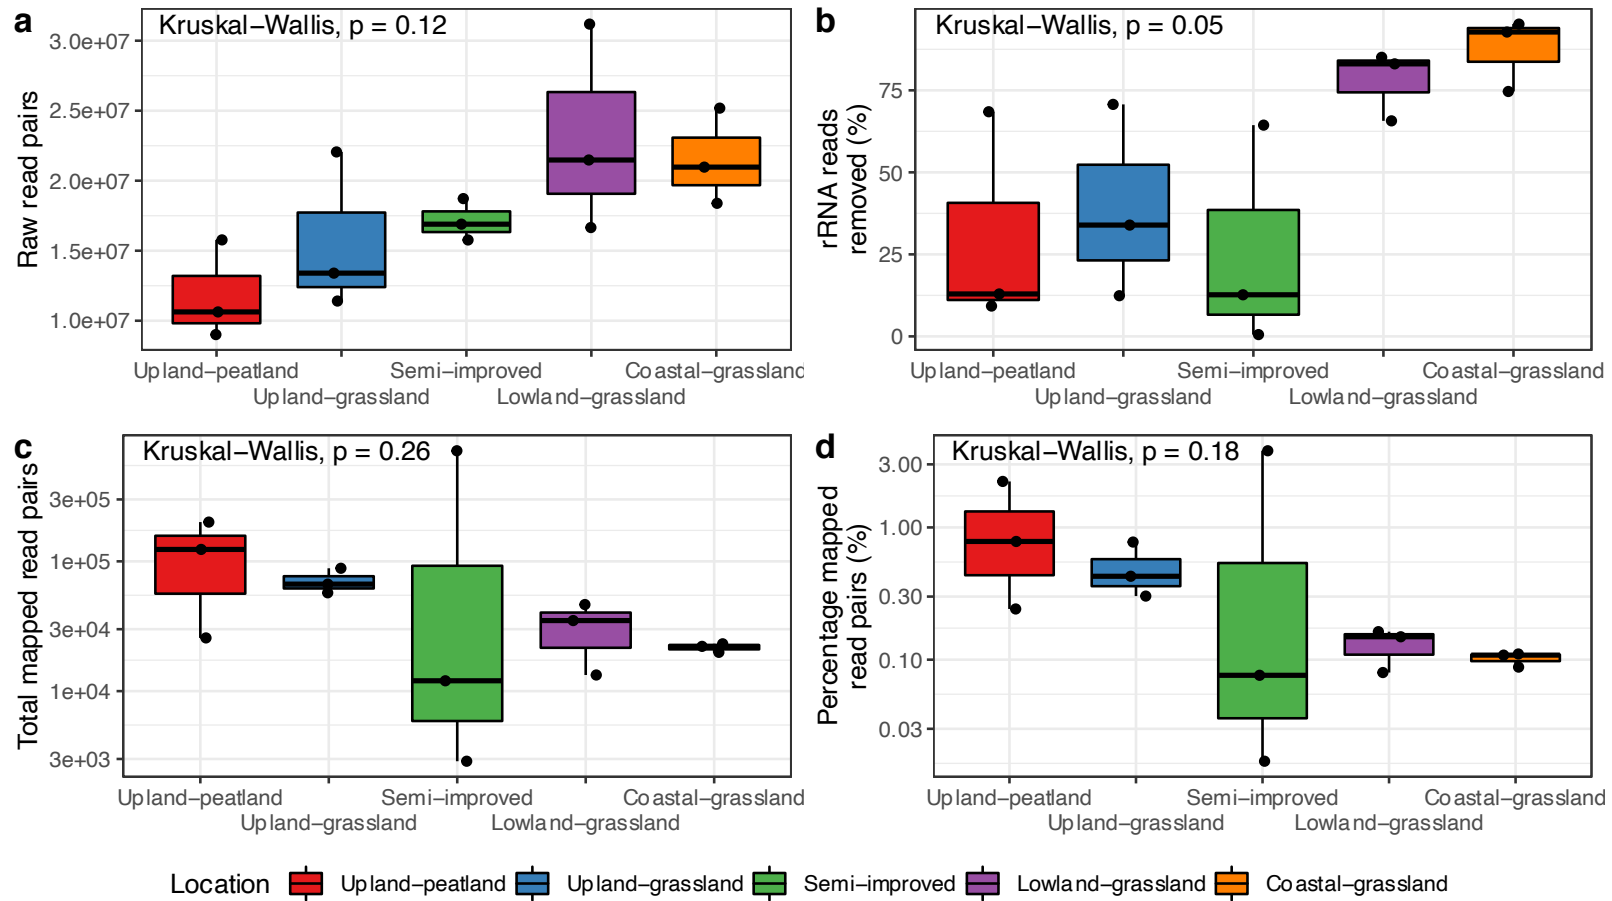 a
Kruskal−Wallis, p = 0.12
Raw read pairs
3.0e+07
2.5e+07
2.0e+07
1.5e+07
1.0e+07
Upland−peatland
Semi−improved
Coastal−grassland
Upland−grassland
Lowland−grassland
b
Kruskal−Wallis, p = 0.05
rRNA reads
removed (%)
75
50
25
0
Upland−peatland
Semi−improved
Coastal−grassland
Upland−grassland
Lowland−grassland
c
Kruskal−Wallis, p = 0.26
Total mapped read pairs
3e+05
1e+05
3e+04
1e+04
3e+03
Upland−peatland
Semi−improved
Coastal−grassland
Upland−grassland
Lowland−grassland
d
Kruskal−Wallis, p = 0.18
Percentage mapped
read pairs (%)
3.00
1.00
0.30
0.10
0.03
Upland−peatland
Semi−improved
Coastal−grassland
Upland−grassland
Lowland−grassland
Location Upland−peatland Upland−grassland Semi−improved Lowland−grassland Coastal−grassland